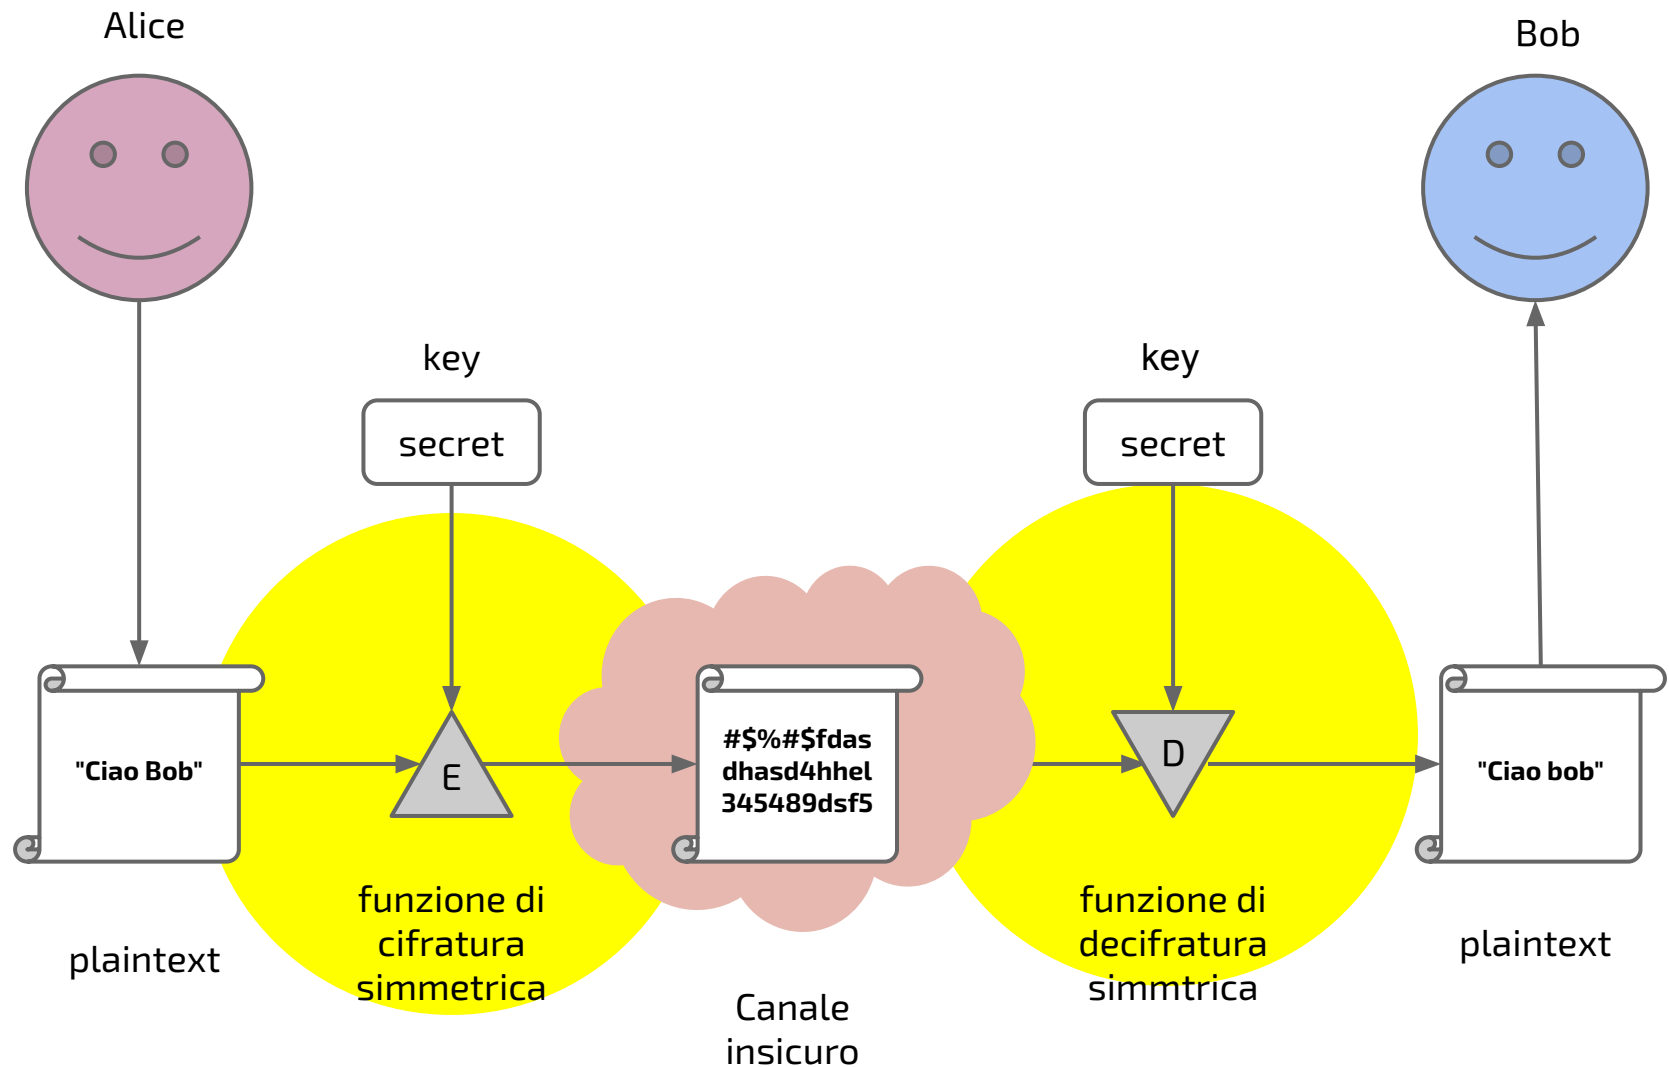 Alice
Bob
key
key
secret
secret
"Ciao Bob"
E
#$%#$fdas
dhasd4hhel
345489dsf5
D
"Ciao bob"
plaintext
funzione di
cifratura
simmetrica
Canale
insicuro
funzione di
decifratura
simmtrica
plaintext